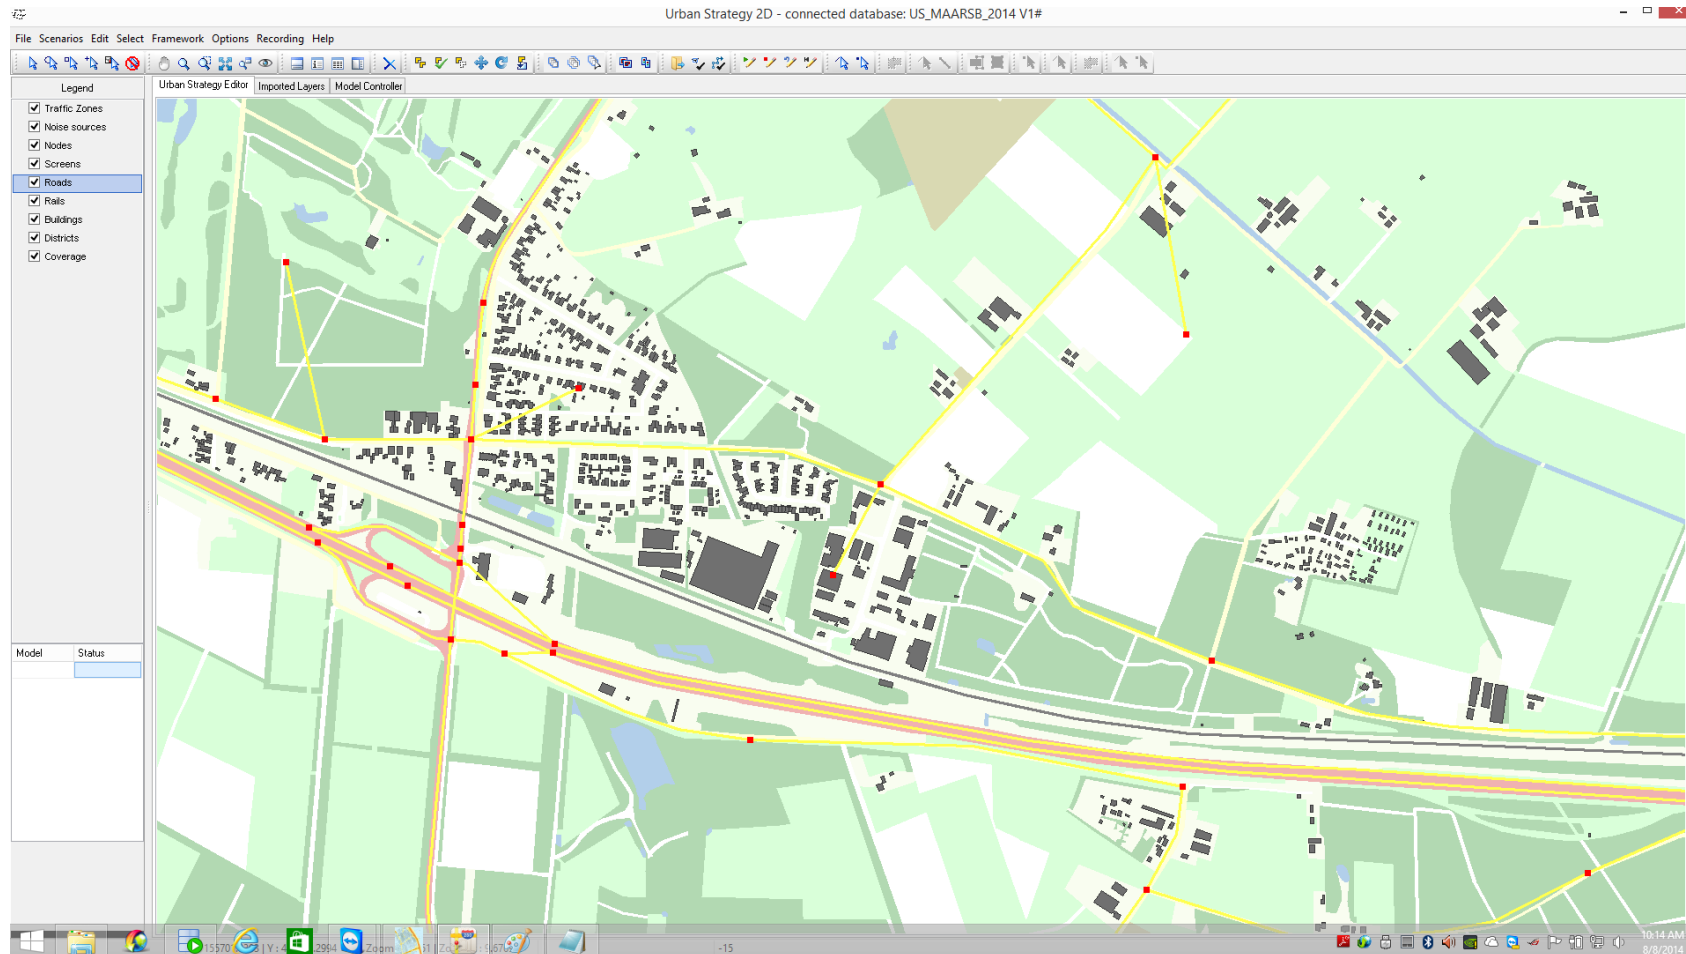 Urban Strategy 2D - connected database: US_MAARSB_2014 V1#
File Scenarios Edit Select Framework Options Recording Help
Legend
Urban Strategy Editor Imported Layers Model Controller
Traffic Zones
Noise sources
Nodes
Screens
Roads
Rails
Buildings
Districts
Coverage
Model Status
-15
10:14 AM
8/8/2014